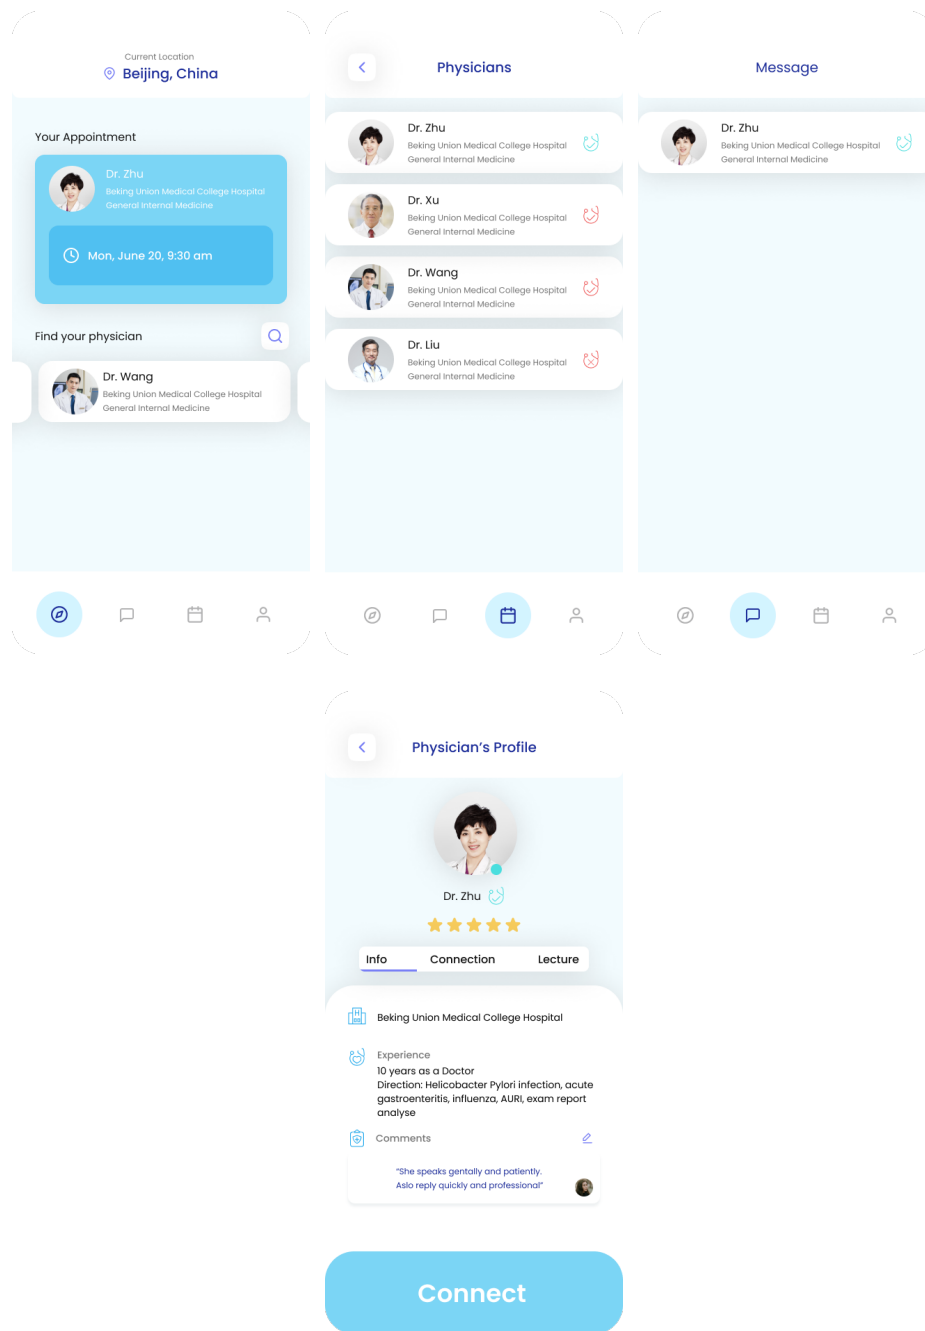 Current Location
Beijing, China
Your Appointment
Dr. Zhu
Beking Union Medical College Hospital
General Internal Medicine
Mon, June 20, 9:30 am
Find your physician
Dr. Wang
Beking Union Medical College Hospital
General Internal Medicine
Physicians
Dr. Zhu
Beking Union Medical College Hospital
General Internal Medicine
Dr. Xu
Beking Union Medical College Hospital
General Internal Medicine
Dr. Wang
Beking Union Medical College Hospital
General Internal Medicine
Dr. Liu
Beking Union Medical College Hospital
General Internal Medicine
Message
Dr. Zhu
Beking Union Medical College Hospital
General Internal Medicine
Physician's Profile
Dr. Zhu
Info Connection Lecture
Beking Union Medical College Hospital
Experience
10 years as a Doctor
Direction: Helicobacter Pylori infection, acute
gastroenteritis, influenza, AURI, exam report
analyse
Comments
"She speaks gentally and patiently.
Aslo reply quickly and professional"
Connect